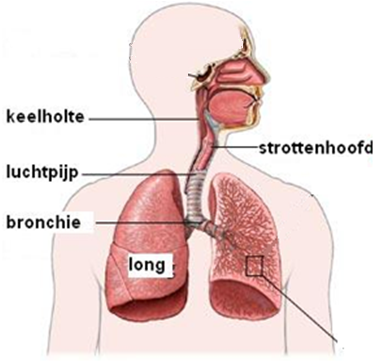 keelholte
strottenhoofd
luchtpijp
bronchie
long